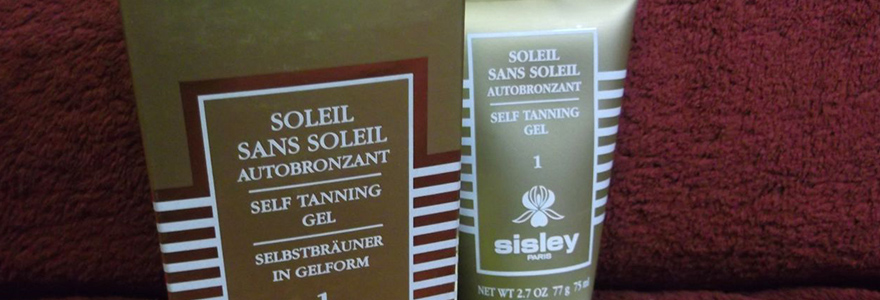 SOLEIL
SANS SOLEIL
AUTOBRONZANT
SELF TANNING
GEL
SELBSTBRÄUNER
IN GELFORM
1
SOLEIL
SANS SOLEIL
AUTOBRONZANT
SELF TANNING
GEL
1
sisley
PARIS
NET WT 2.7 OZ 77 g 75 ml